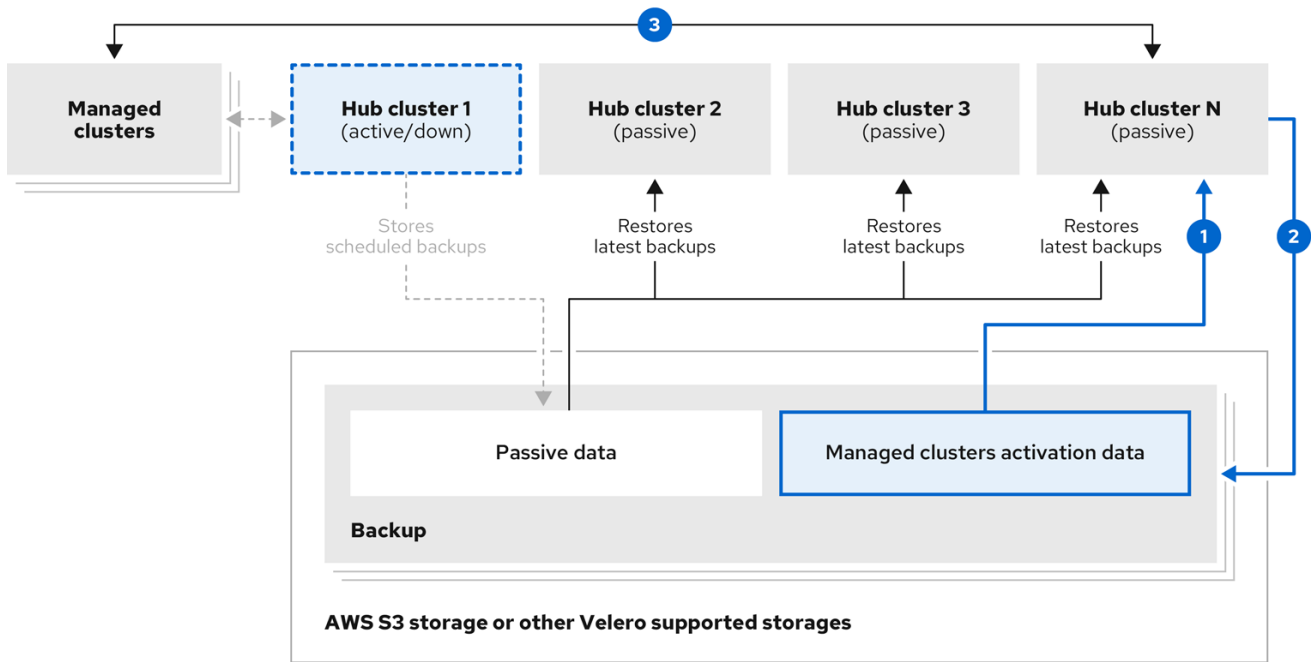 3
Managed
clusters
Hub cluster 1
(active/down)
Hub cluster 2
(passive)
Hub cluster 3
(passive)
Hub cluster N
(passive)
Stores
scheduled backups
Restores
latest backups
Restores
latest backups
Restores
latest backups
1
2
Passive data
Managed clusters activation data
Backup
AWS S3 storage or other Velero supported storages